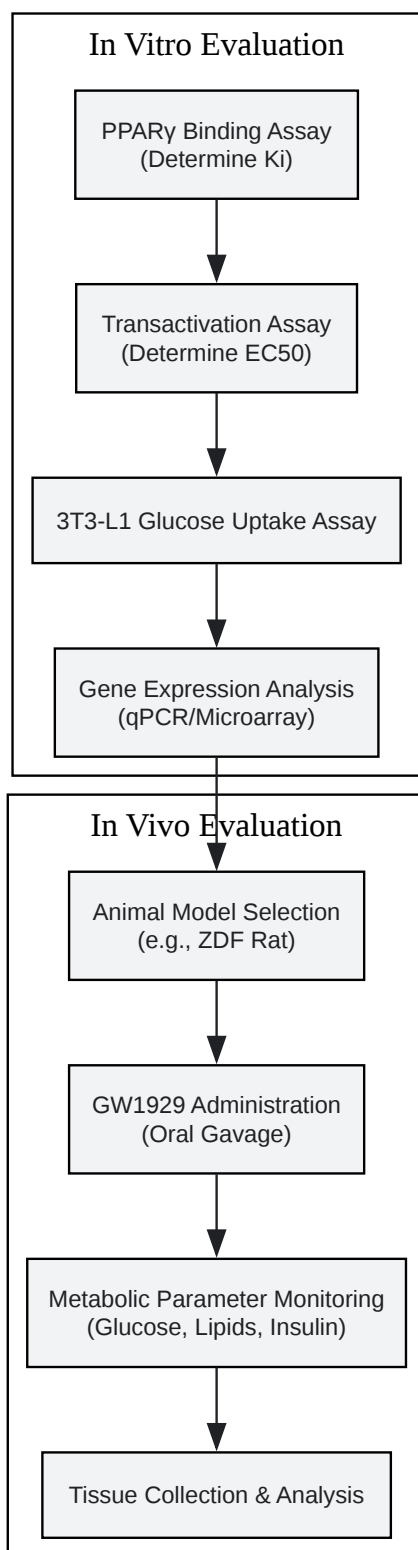 In Vitro Evaluation
PPARγ Binding Assay
(Determine Ki)
Transactivation Assay
(Determine EC50)
3T3-L1 Glucose Uptake Assay
Gene Expression Analysis
(qPCR/Microarray)
In Vivo Evaluation
Animal Model Selection
(e.g., ZDF Rat)
GW1929 Administration
(Oral Gavage)
Metabolic Parameter Monitoring
(Glucose, Lipids, Insulin)
Tissue Collection & Analysis